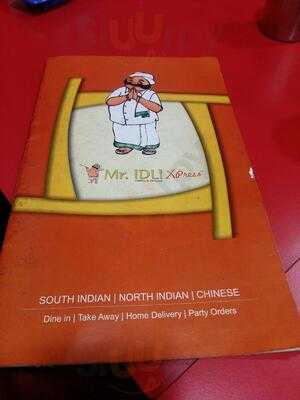 Mr. IDLI XPress
SOUTH INDIAN | NORTH INDIAN | CHINESE
Dine in | Take Away | Home Delivery | Party Orders